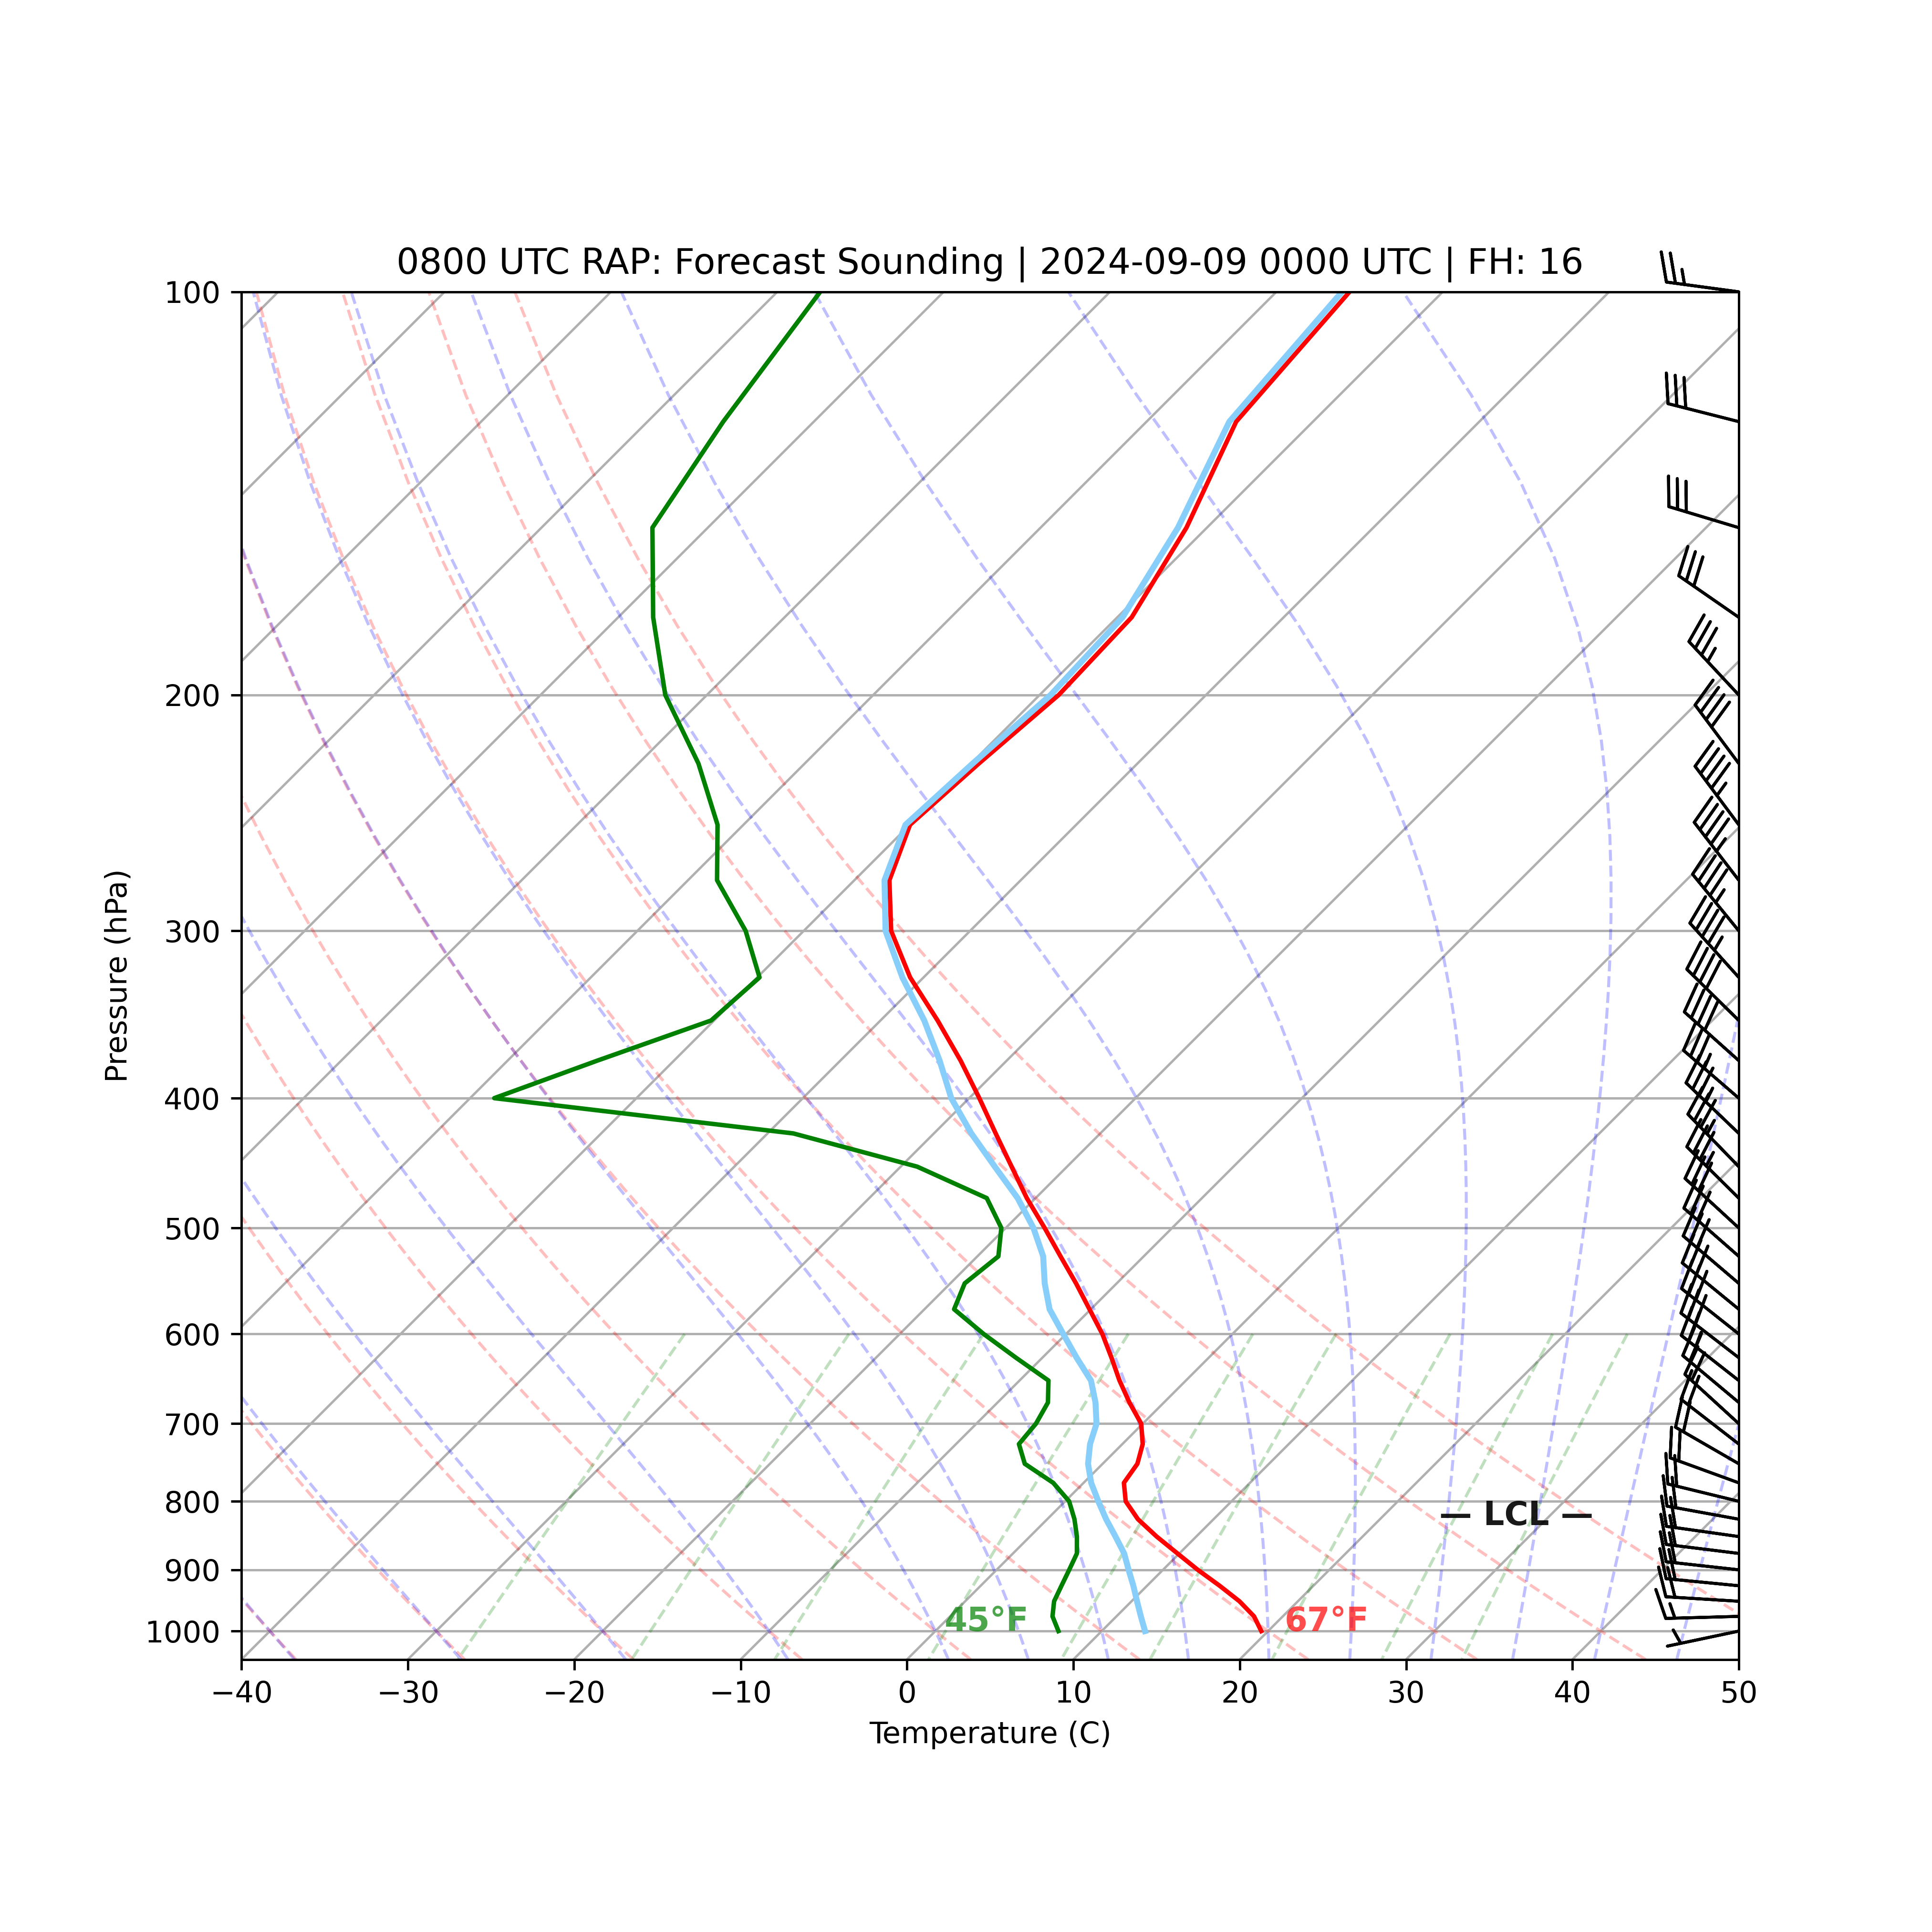 0800 UTC RAP: Forecast Sounding | 2024-09-09 0000 UTC | FH: 16
100
200
300
400
500
600
700
800
900
1000
Pressure (hPa)
— LCL —
45°F
67°F
−40 −30 −20 −10 0 10 20 30 40 50
Temperature (C)